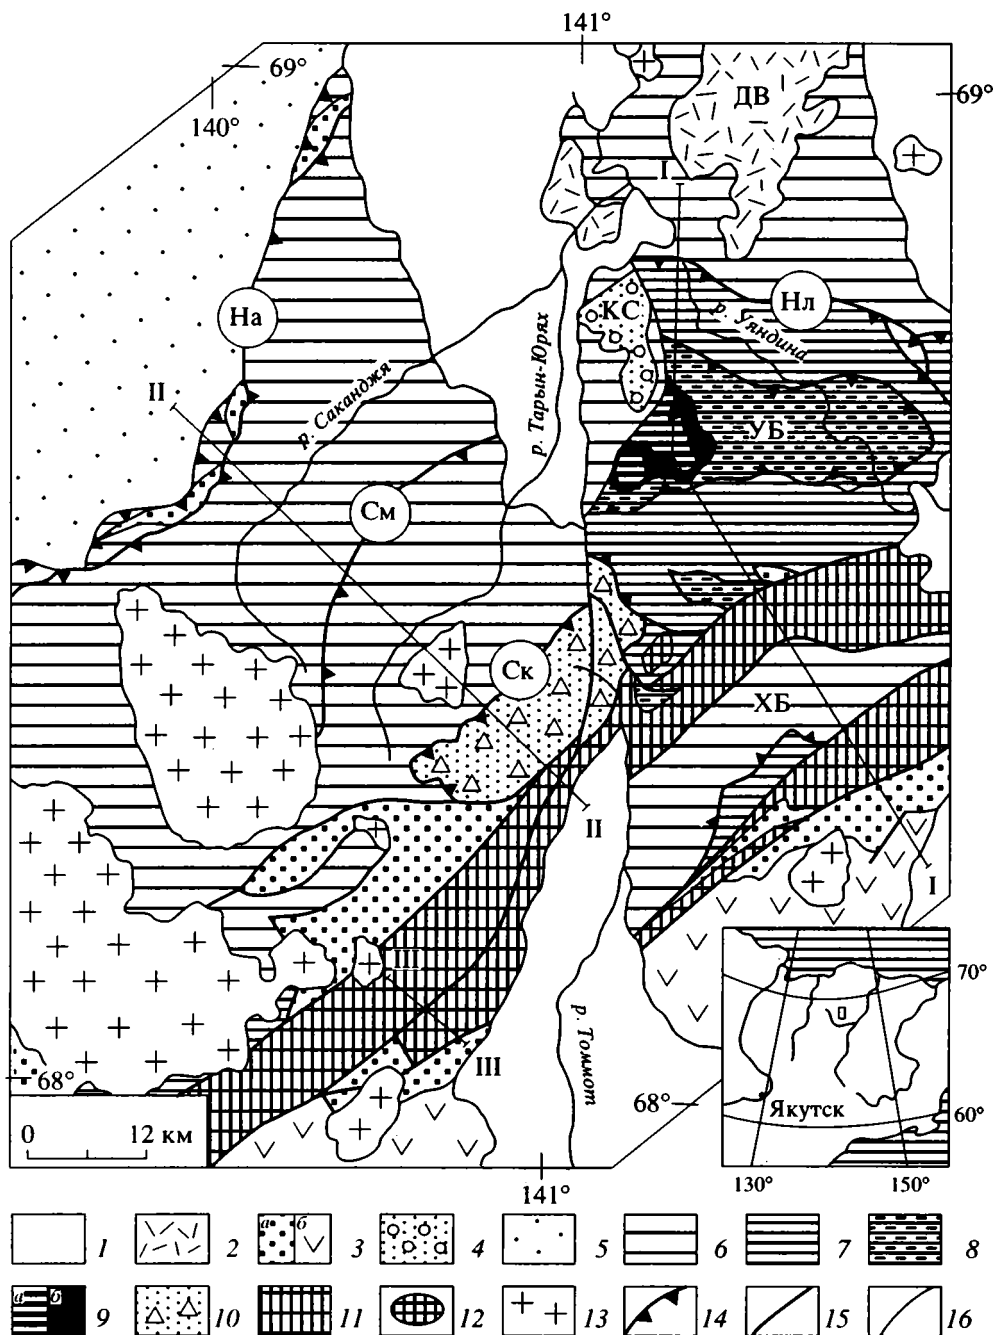 141°
69°
140°
ДВ
69°
I
На
КС
р. Уяндина
Нл
II
р. Саканджя
р. Тарын-Юрях
УБ
См
Ск
ХБ
II
I
III
III
р. Томмот
68°
68°
0 12 км
70°
Якутск
60°
141°
130° 150°
1 2 а б 3 4 5 6 7 8
а б 9 10 11 12 13 14 15 16